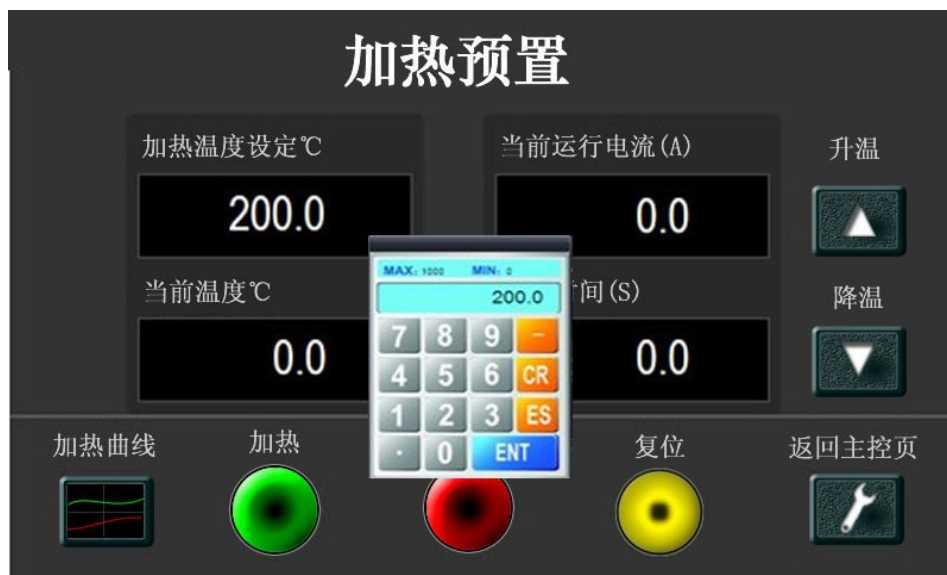 加热预置
加热温度设定℃
200.0
当前运行电流(A)
0.0
升温
MAX: 1000 MIN: 0
200.0
7 8 9 -
4 5 6 CR
1 2 3 ES
. 0 ENT
当前温度℃
0.0
间(S)
0.0
降温
加热曲线
加热
复位
返回主控页